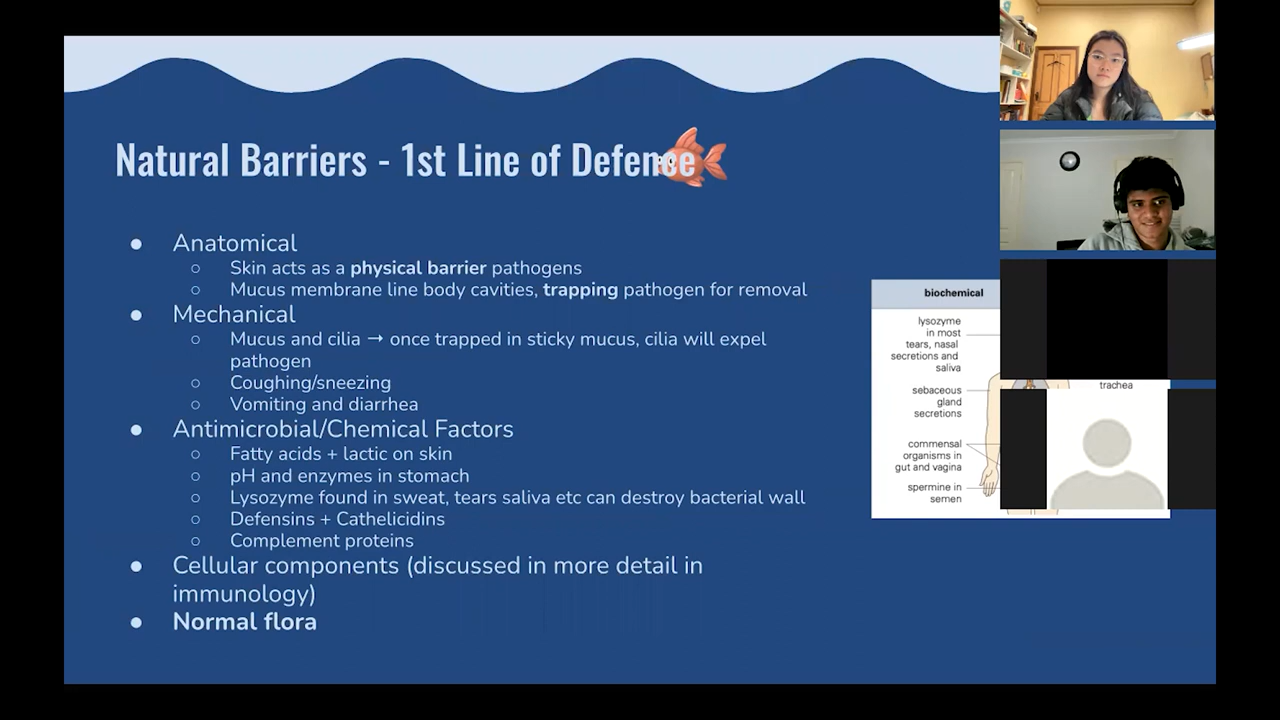 Natural Barriers - 1st Line of Defence
● Anatomical
○ Skin acts as a physical barrier pathogens
○ Mucus membrane line body cavities, trapping pathogen for removal
● Mechanical
○ Mucus and cilia → once trapped in sticky mucus, cilia will expel
pathogen
○ Coughing/sneezing
○ Vomiting and diarrhea
● Antimicrobial/Chemical Factors
○ Fatty acids + lactic on skin
○ pH and enzymes in stomach
○ Lysozyme found in sweat, tears saliva etc can destroy bacterial wall
○ Defensins + Cathelicidins
○ Complement proteins
● Cellular components (discussed in more detail in
immunology)
● Normal flora
biochemical
lysozyme
in most
tears, nasal
secretions and
saliva
sebaceous
gland
secretions
commensal
organisms in
gut and vagina
spermine in
semen
trachea